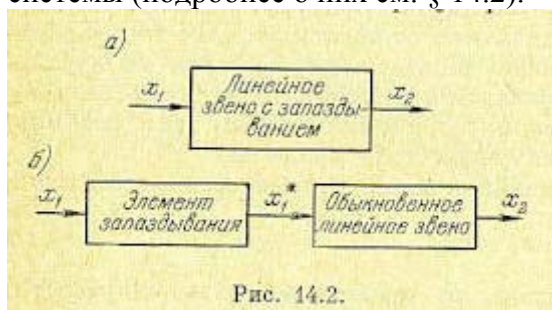 системы (подробнее о них см. § 14.2).
а)
x₁
Линейное
звено с запазды
ванием
x₂
б)
x₁
Элемент
запаздывания
x₁*
Обыкновенное
линейное звено
x₂
Рис. 14.2.